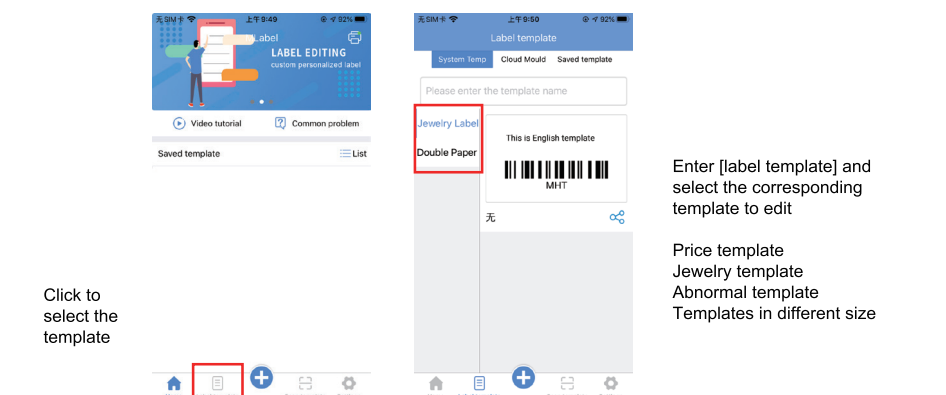 无SIM卡 上午9:49 92%
Label
LABEL EDITING
custom personalized label
Video tutorial
Common problem
Saved template
List
Click to
select the
template
无SIM卡 上午9:50 92%
Label template
System Temp Cloud Mould Saved template
Please enter the template name
Jewelry Label
Double Paper
This is English template
MHT
无
Enter [label template] and
select the corresponding
template to edit
Price template
Jewelry template
Abnormal template
Templates in different size